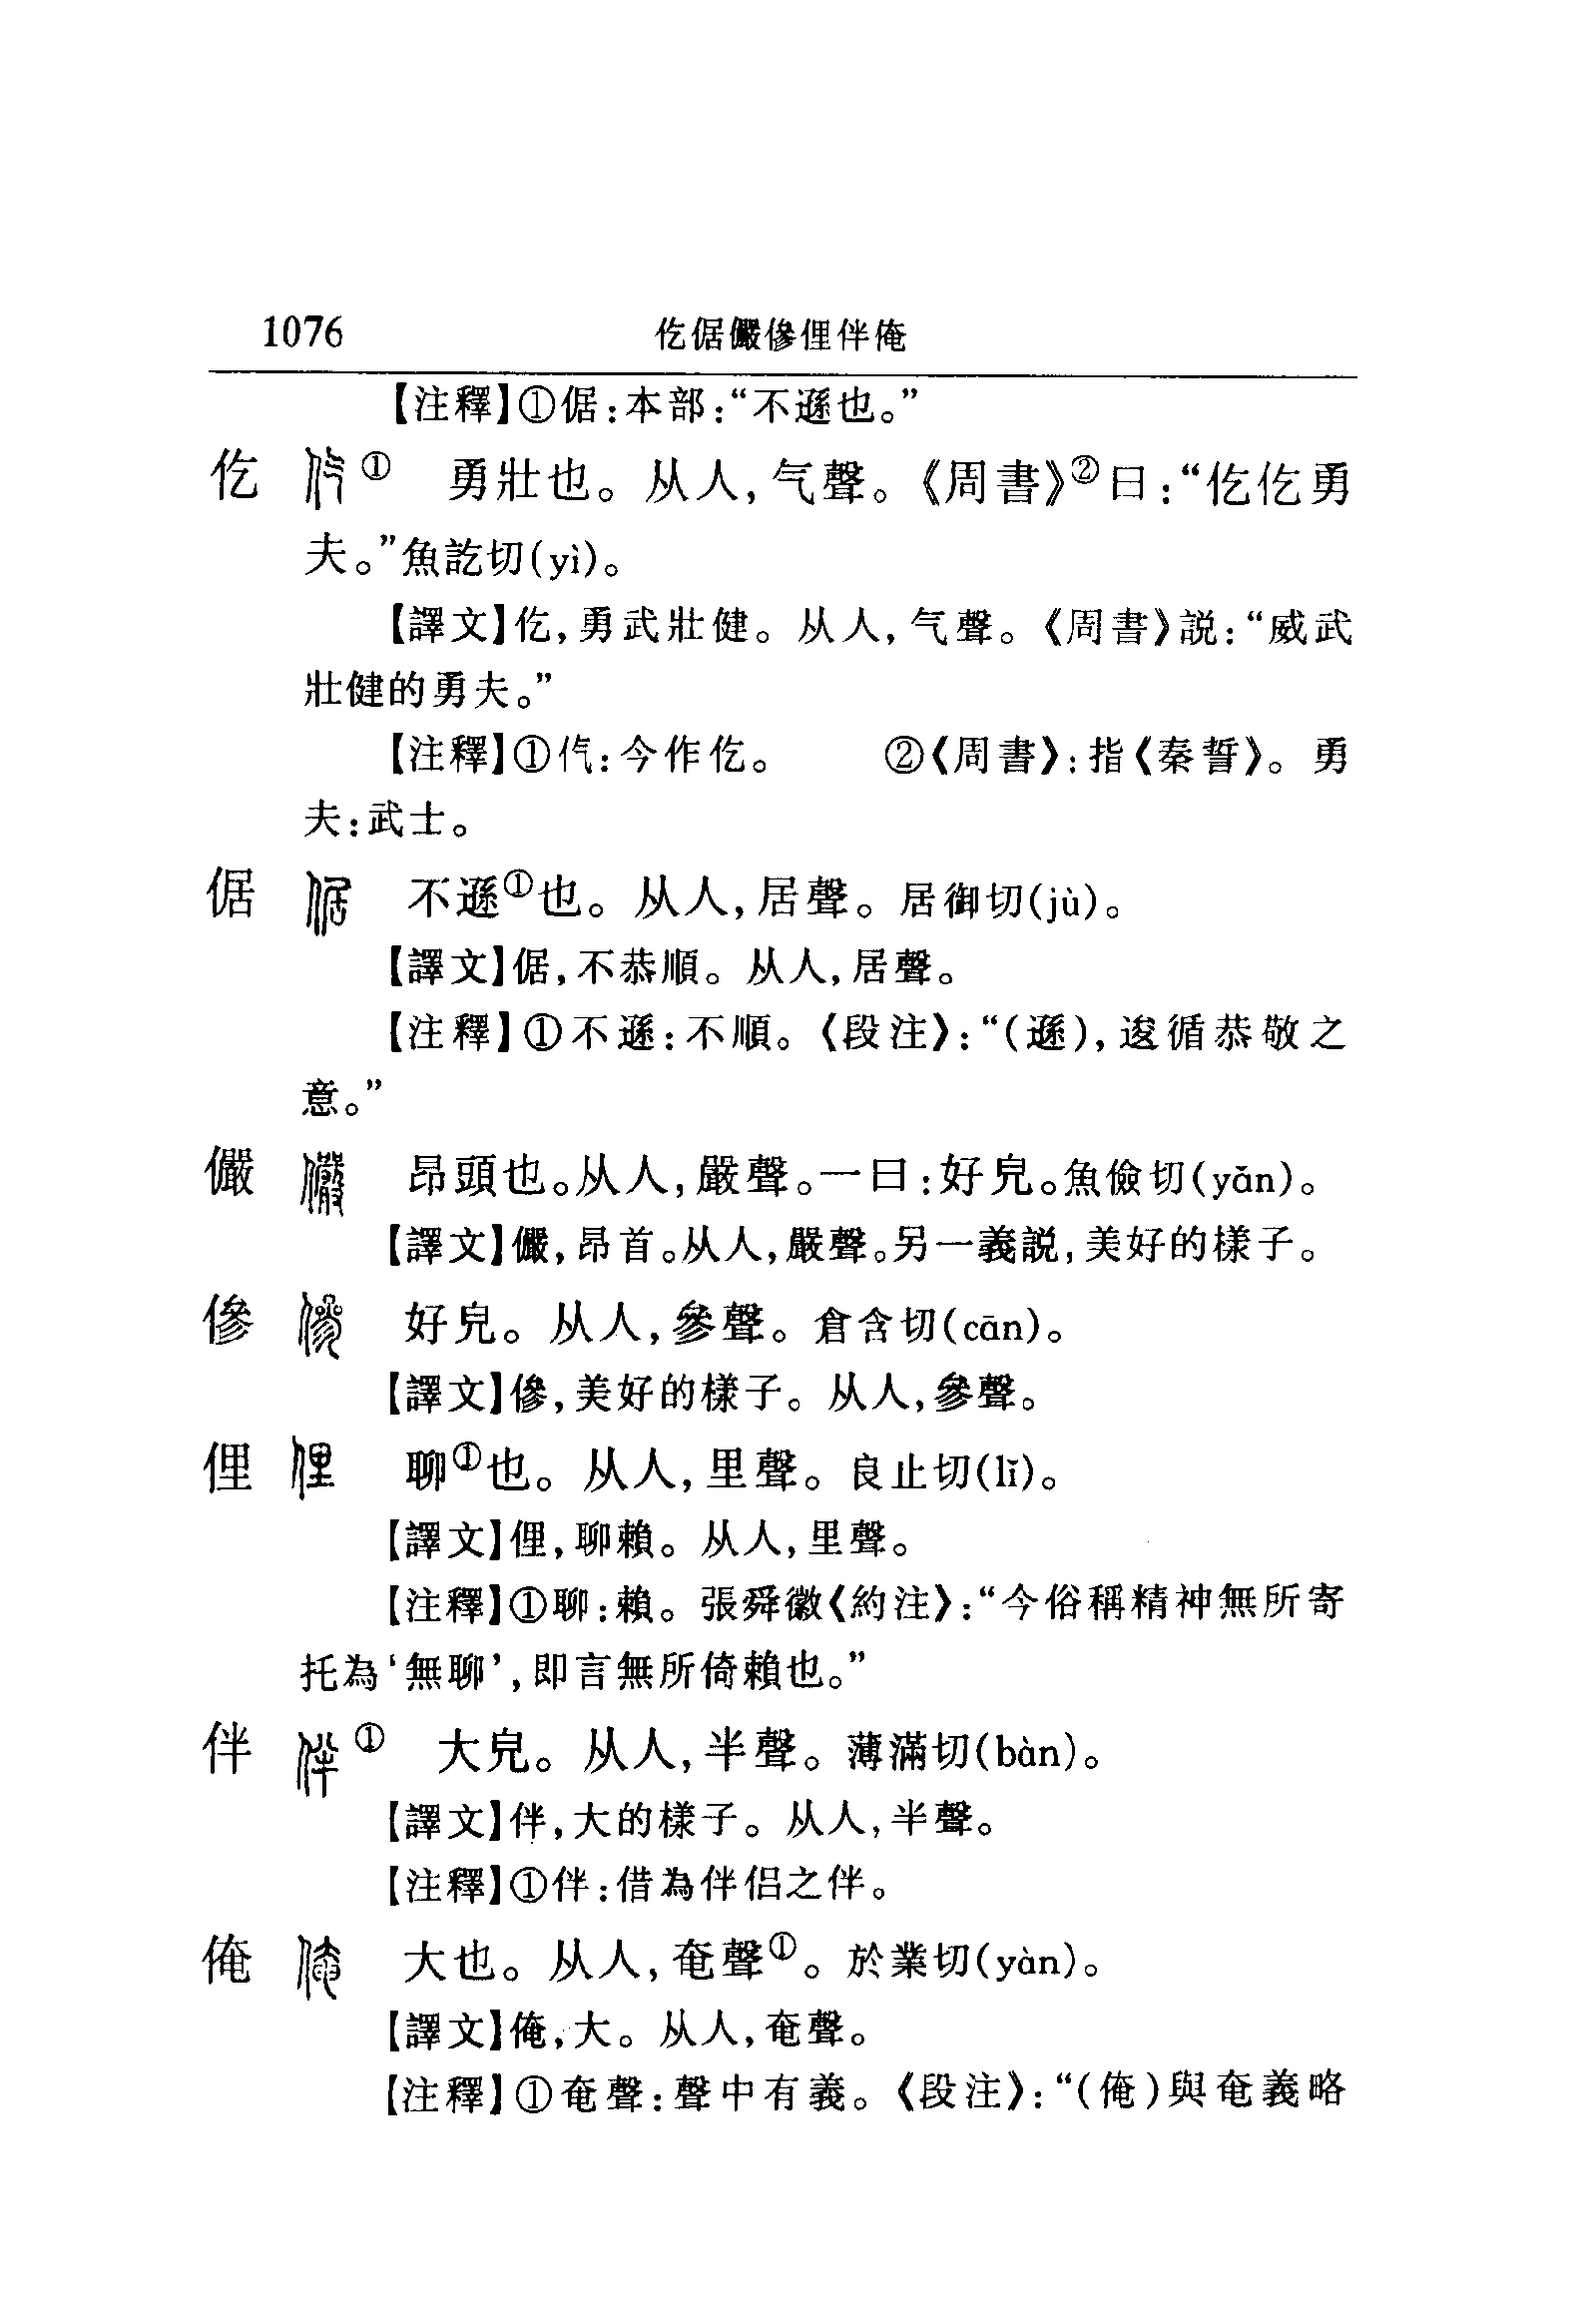 1076 仡倨儼傪俚伴俺
【注釋】①倨:本部:“不遜也。”
仡 ① 勇壯也。从人,气聲。《周書》②曰:“仡仡勇
夫。”魚訖切(yì)。
【譯文】仡,勇武壯健。从人,气聲。《周書》説:“威武
壯健的勇夫。”
【注釋】①㐹:今作仡。 ②《周書》:指《秦誓》。勇
夫:武士。
倨 不遜①也。从人,居聲。居御切(jù)。
【譯文】倨,不恭順。从人,居聲。
【注釋】①不遜:不順。《段注》:“(遜),逡循恭敬之
意。”
儼 昂頭也。从人,嚴聲。一曰:好皃。魚儉切(yǎn)。
【譯文】儼,昂首。从人,嚴聲。另一義説,美好的樣子。
傪 好皃。从人,參聲。倉含切(cān)。
【譯文】傪,美好的樣子。从人,參聲。
俚 俚 聊①也。从人,里聲。良止切(lǐ)。
【譯文】俚,聊賴。从人,里聲。
【注釋】①聊:賴。張舜徽《約注》:“今俗稱精神無所寄
托為‘無聊’,即言無所倚賴也。”
伴 ① 大皃。从人,半聲。薄滿切(bàn)。
【譯文】伴,大的樣子。从人,半聲。
【注釋】①伴:借為伴侣之伴。
俺 大也。从人,奄聲①。於業切(yàn)。
【譯文】俺,大。从人,奄聲。
【注釋】①奄聲:聲中有義。《段注》:“(俺)與奄義略